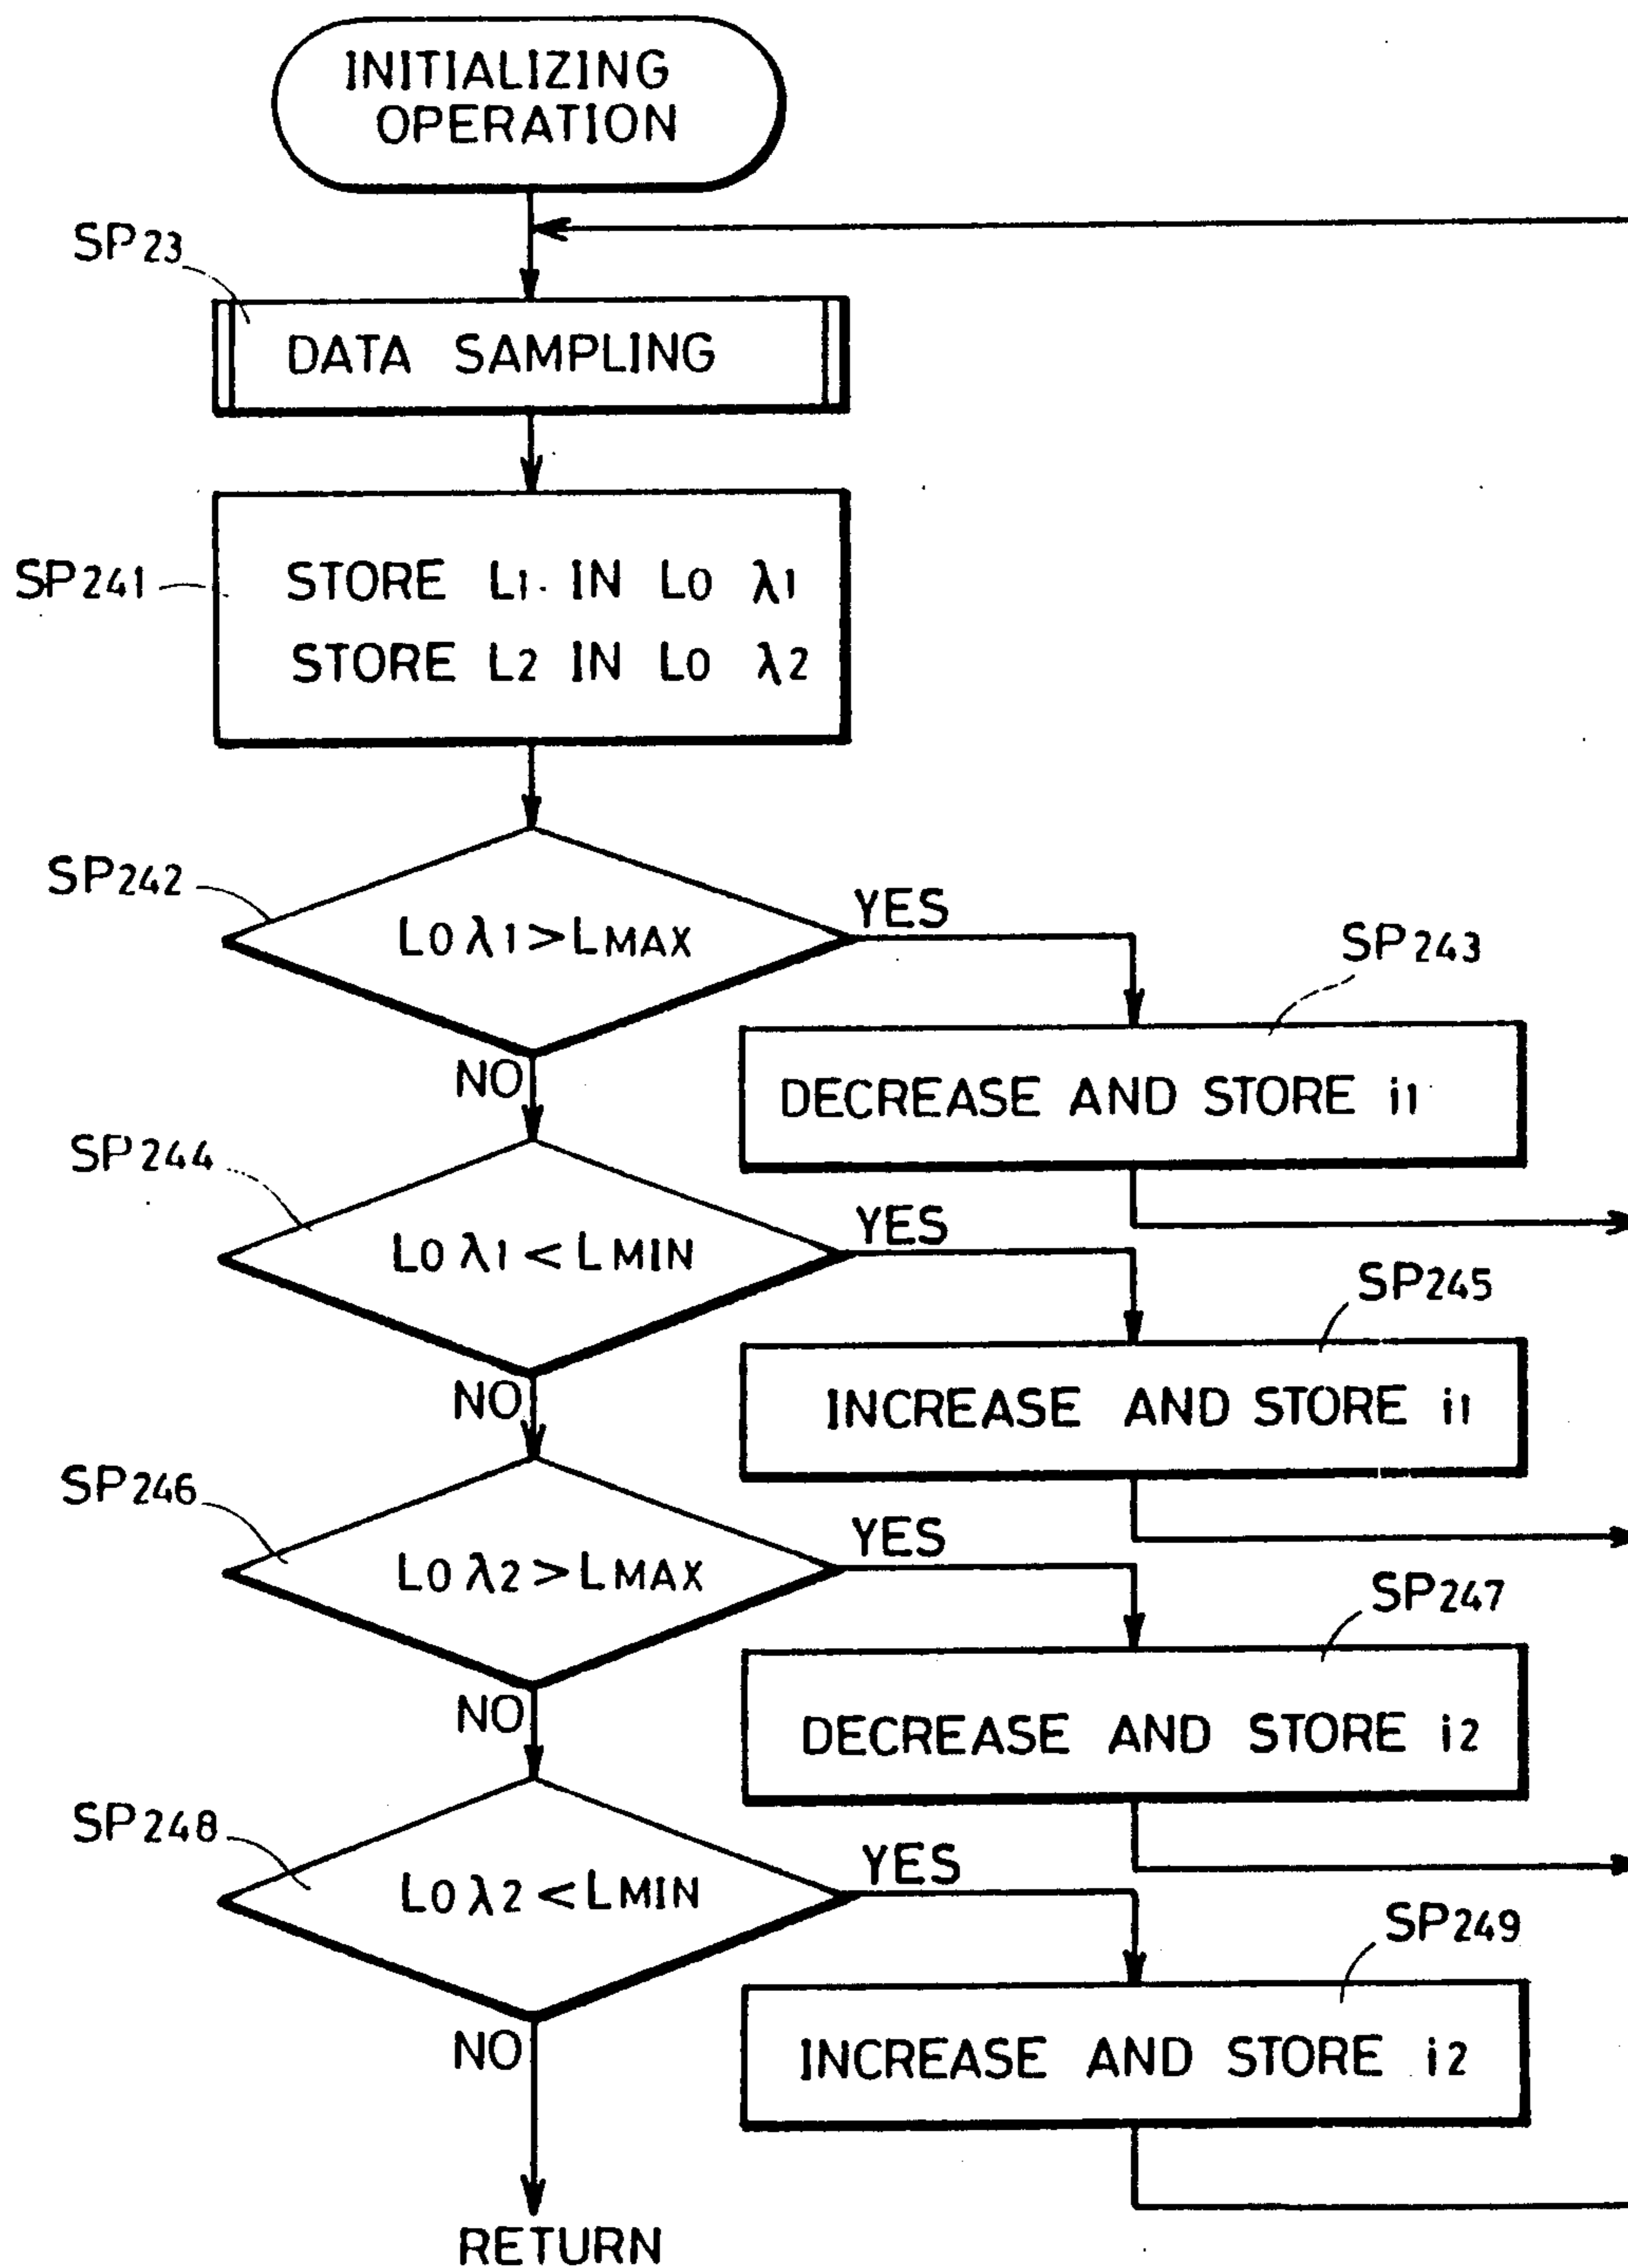 INITIALIZING
OPERATION
SP23
DATA SAMPLING
SP241
STORE L1 IN L0 λ1
STORE L2 IN L0 λ2
SP242
L0 λ1 > LMAX
YES
SP243
DECREASE AND STORE i1
NO
SP244
L0 λ1 < LMIN
YES
SP245
INCREASE AND STORE i1
NO
SP246
L0 λ2 > LMAX
YES
SP247
DECREASE AND STORE i2
NO
SP248
L0 λ2 < LMIN
YES
SP249
INCREASE AND STORE i2
NO
RETURN